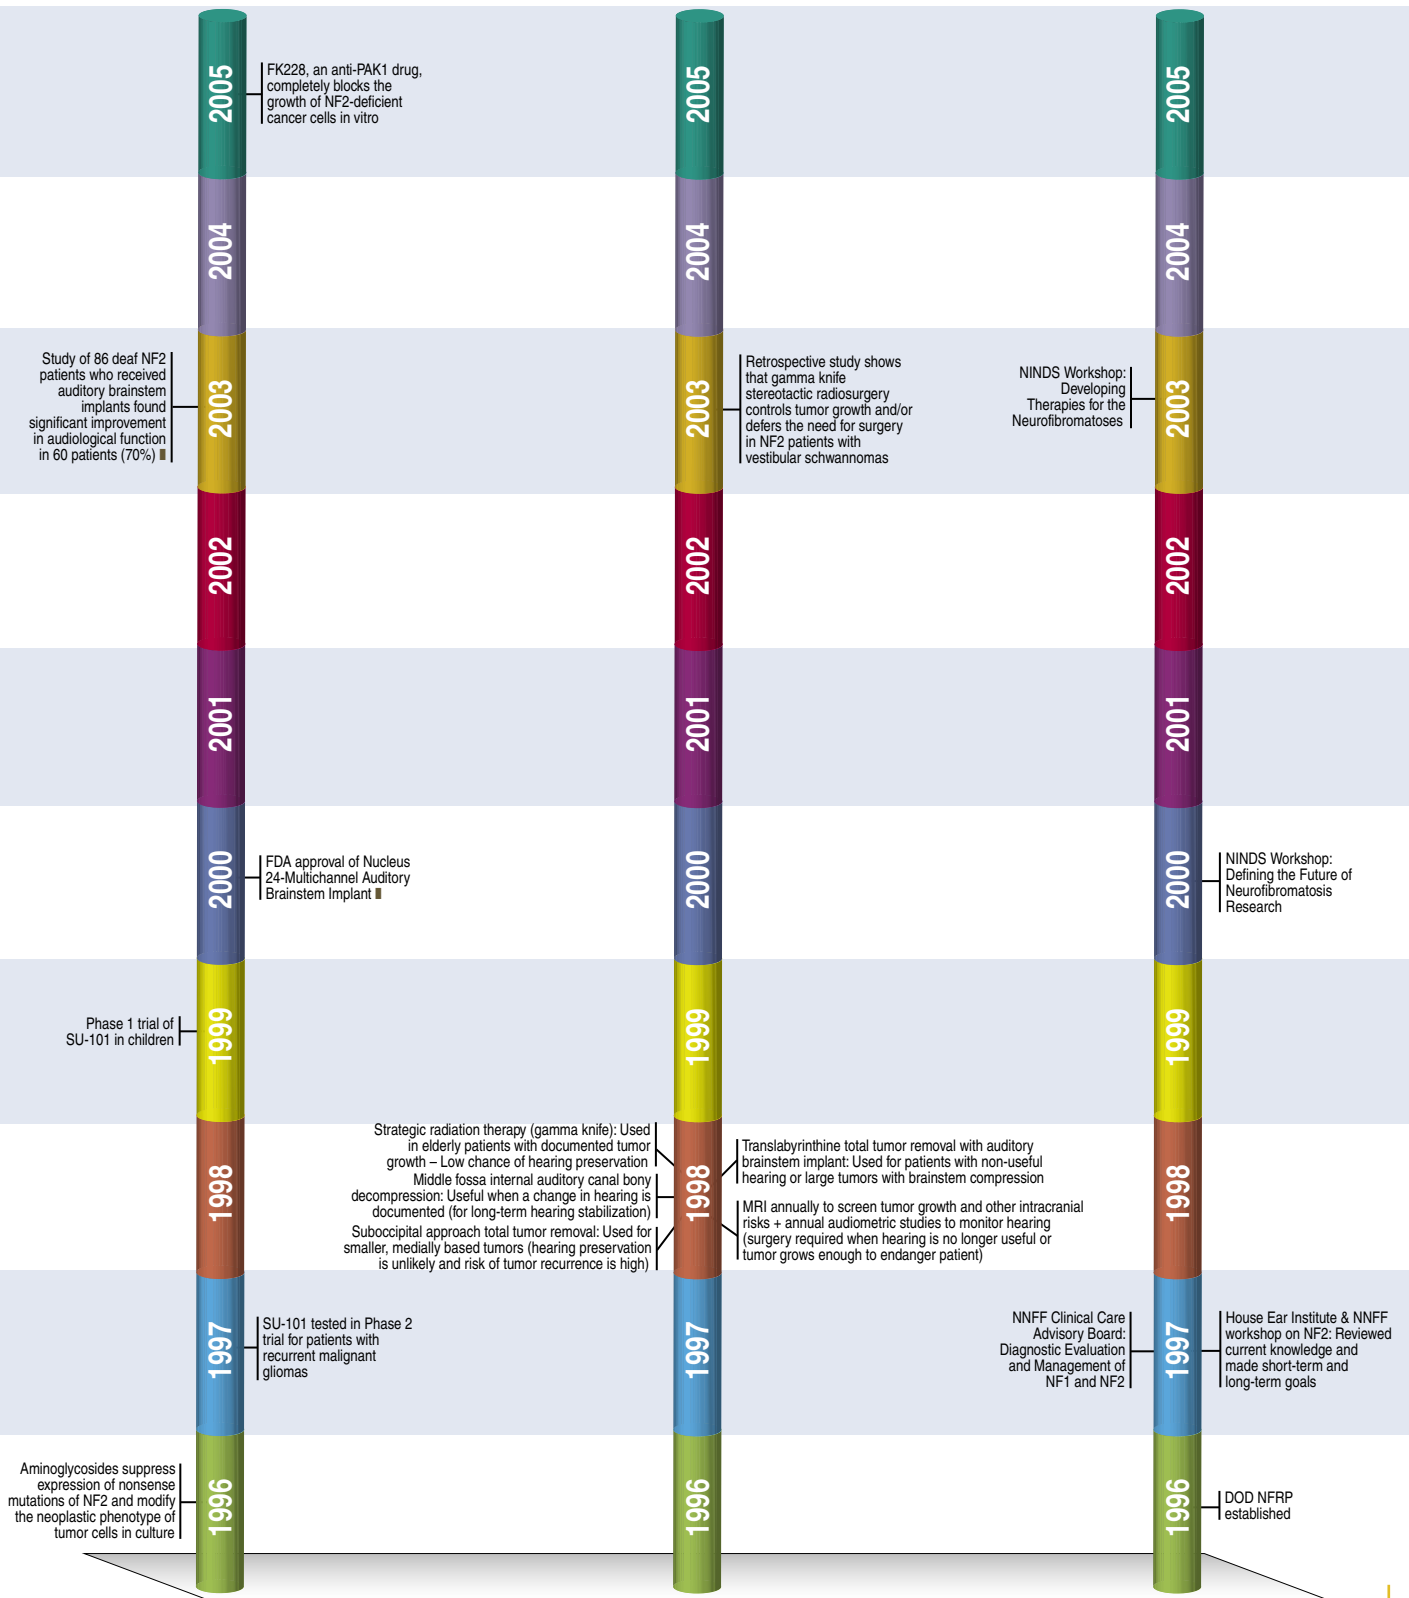 2005
FK228, an anti-PAK1 drug,
completely blocks the
growth of NF2-deficient
cancer cells in vitro
2005
2005
2004
2004
2004
Study of 86 deaf NF2
patients who received
auditory brainstem
implants found
significant improvement
in audiological function
in 60 patients (70%)
2003
2003
Retrospective study shows
that gamma knife
stereotactic radiosurgery
controls tumor growth and/or
defers the need for surgery
in NF2 patients with
vestibular schwannomas
NINDS Workshop:
Developing
Therapies for the
Neurofibromatoses
2003
2002
2002
2002
2001
2001
2001
2000
FDA approval of Nucleus
24-Multichannel Auditory
Brainstem Implant
2000
2000
NINDS Workshop:
Defining the Future of
Neurofibromatosis
Research
Phase 1 trial of
SU-101 in children
1999
1999
1999
1998
Strategic radiation therapy (gamma knife): Used
in elderly patients with documented tumor
growth – Low chance of hearing preservation
Middle fossa internal auditory canal bony
decompression: Useful when a change in hearing is
documented (for long-term hearing stabilization)
Suboccipital approach total tumor removal: Used for
smaller, medially based tumors (hearing preservation
is unlikely and risk of tumor recurrence is high)
1998
Translabyrinthine total tumor removal with auditory
brainstem implant: Used for patients with non-useful
hearing or large tumors with brainstem compression
MRI annually to screen tumor growth and other intracranial
risks + annual audiometric studies to monitor hearing
(surgery required when hearing is no longer useful or
tumor grows enough to endanger patient)
1998
1997
SU-101 tested in Phase 2
trial for patients with
recurrent malignant
gliomas
1997
NNFF Clinical Care
Advisory Board:
Diagnostic Evaluation
and Management of
NF1 and NF2
1997
House Ear Institute & NNFF
workshop on NF2: Reviewed
current knowledge and
made short-term and
long-term goals
Aminoglycosides suppress
expression of nonsense
mutations of NF2 and modify
the neoplastic phenotype of
tumor cells in culture
1996
1996
1996
DOD NFRP
established